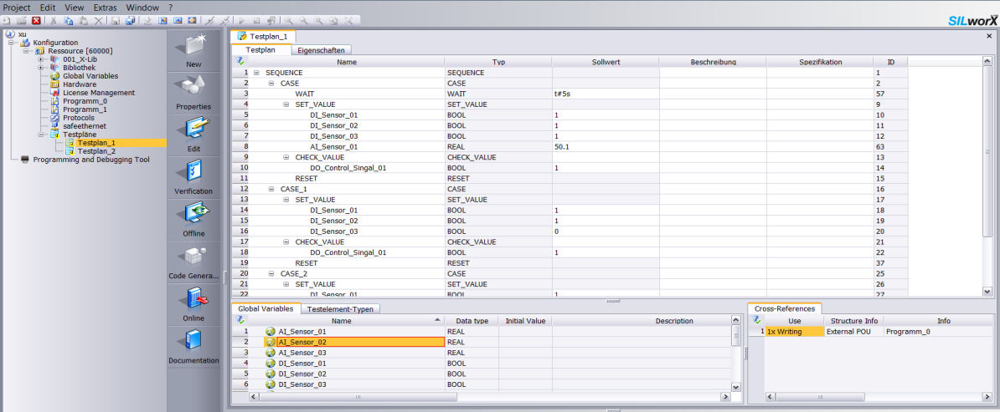 Project Edit View Extras Window ?
SILworX
xu
Konfiguration
Ressource [60000]
001_X-Lib
Bibliothek
Global Variables
Hardware
License Management
Programm_0
Programm_1
Protocols
safeethernet
Testpläne
Testplan_1
Testplan_2
Programming and Debugging Tool
New
Properties
Edit
Verification
Offline
Code Genera...
Online
Documentation
Testplan_1
Testplan Eigenschaften
Name Typ Sollwert Beschreibung Spezifikation ID
1 SEQUENCE SEQUENCE 1
2 CASE CASE 2
3 WAIT WAIT t#5s 57
4 SET_VALUE SET_VALUE 9
5 DI_Sensor_01 BOOL 1 10
6 DI_Sensor_02 BOOL 1 11
7 DI_Sensor_03 BOOL 1 12
8 AI_Sensor_01 REAL 50.1 63
9 CHECK_VALUE CHECK_VALUE 13
10 DO_Control_Singal_01 BOOL 1 14
11 RESET RESET 15
12 CASE_1 CASE 16
13 SET_VALUE SET_VALUE 17
14 DI_Sensor_01 BOOL 1 18
15 DI_Sensor_02 BOOL 1 19
16 DI_Sensor_03 BOOL 0 20
17 CHECK_VALUE CHECK_VALUE 21
18 DO_Control_Singal_01 BOOL 1 22
19 RESET RESET 37
20 CASE_2 CASE 25
21 SET_VALUE SET_VALUE 26
22 DI_Sensor_01 BOOL 1 27
Global Variables Testelement-Typen
Name Data type Initial Value Description
1 AI_Sensor_01 REAL
2 AI_Sensor_02 REAL
3 AI_Sensor_03 REAL
4 DI_Sensor_01 BOOL
5 DI_Sensor_02 BOOL
6 DI_Sensor_03 BOOL
Cross-References
Use Structure Info Info
1 1x Writing External POU Programm_0